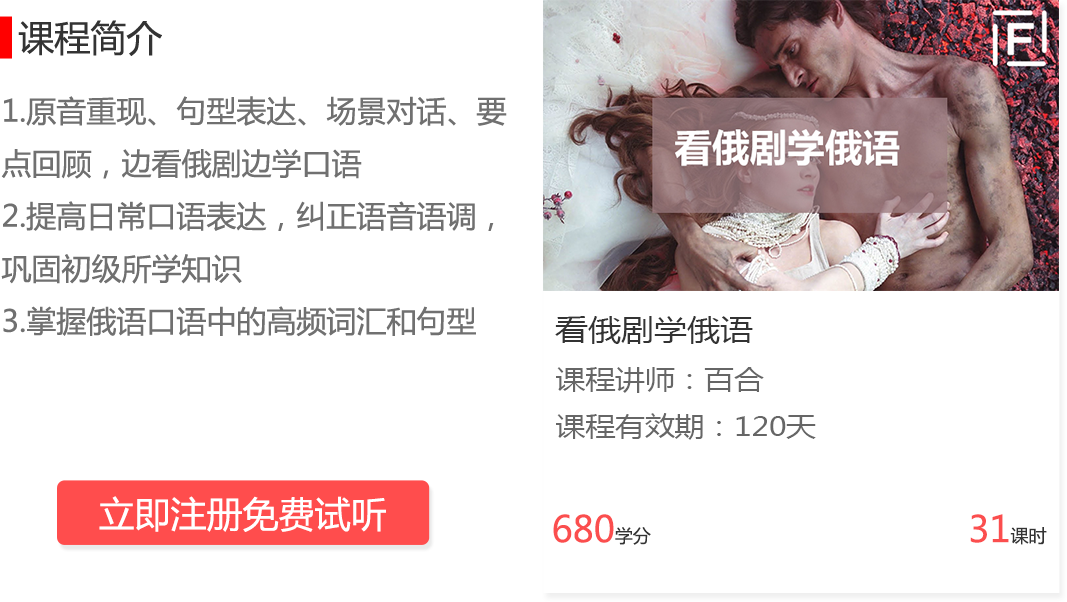 课程简介
1.原音重现、句型表达、场景对话、要
点回顾，边看俄剧边学口语
2.提高日常口语表达，纠正语音语调，
巩固初级所学知识
3.掌握俄语口语中的高频词汇和句型
立即注册免费试听
F
看俄剧学俄语
看俄剧学俄语
课程讲师：百合
课程有效期：120天
680学分
31课时